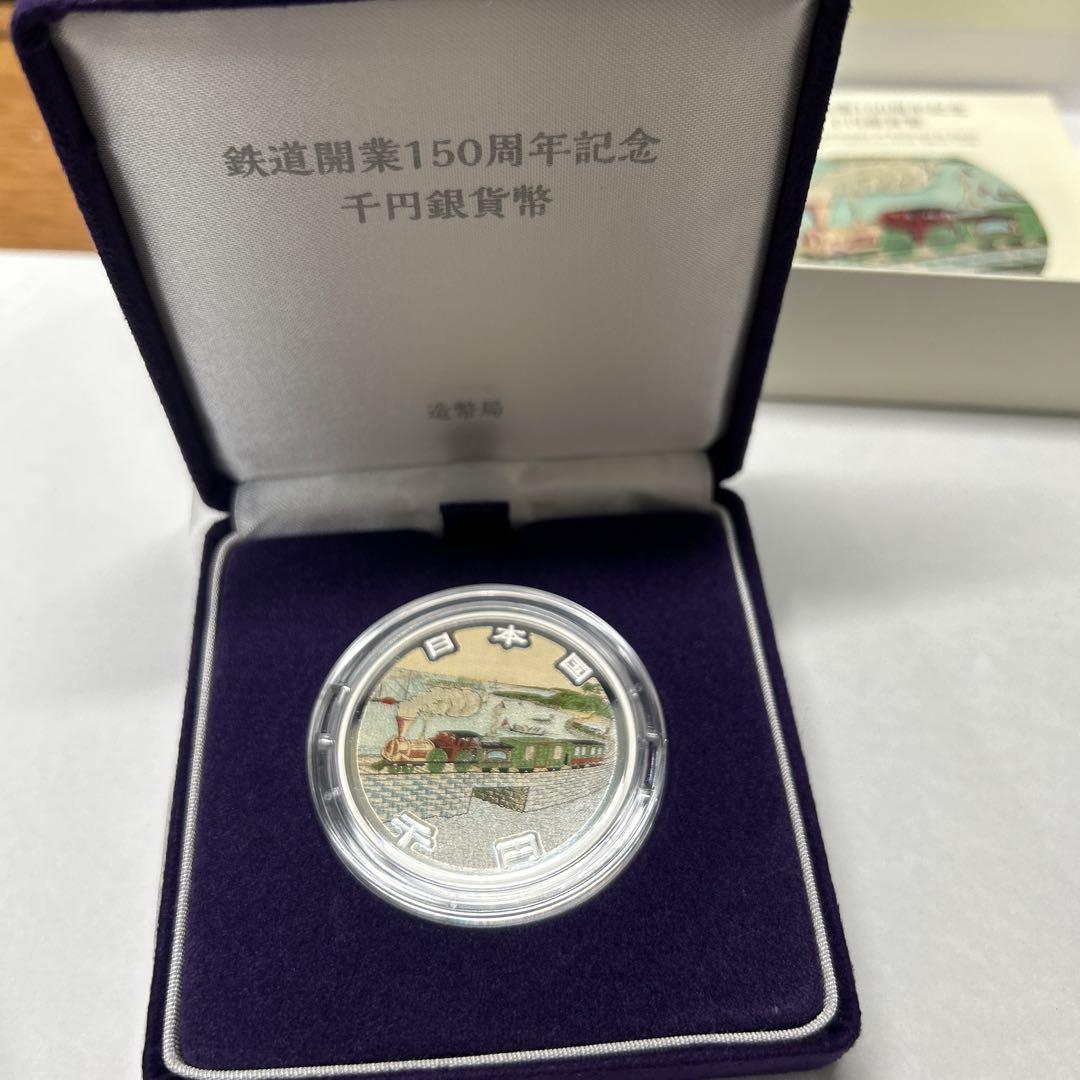 鉄道開業150周年記念
千円銀貨幣
造幣局
日本国
千円